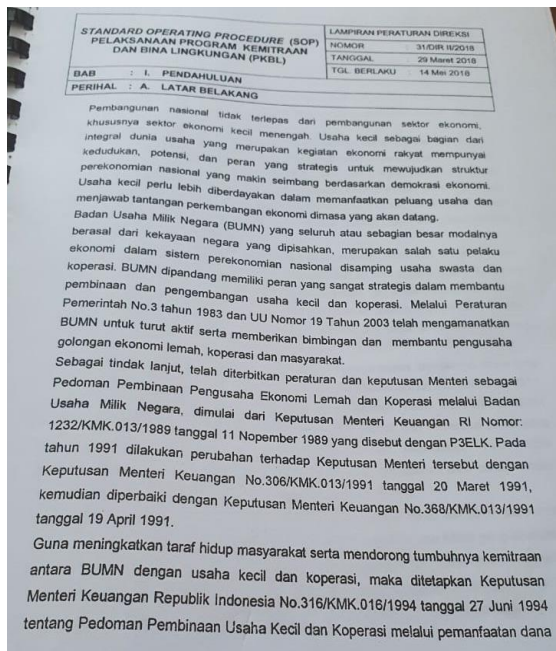 STANDARD OPERATING PROCEDURE (SOP)
PELAKSANAAN PROGRAM KEMITRAAN
DAN BINA LINGKUNGAN (PKBL)
LAMPIRAN PERATURAN DIREKSI
NOMOR : 31/DIR.II/2018
TANGGAL : 29 Maret 2018
TGL. BERLAKU : 14 Mei 2018
BAB : I. PENDAHULUAN
PERIHAL : A. LATAR BELAKANG
Pembangunan nasional tidak terlepas dari pembangunan sektor ekonomi,
khususnya sektor ekonomi kecil menengah. Usaha kecil sebagai bagian dari
integral dunia usaha yang merupakan kegiatan ekonomi rakyat mempunyai
kedudukan, potensi, dan peran yang strategis untuk mewujudkan struktur
perekonomian nasional yang makin seimbang berdasarkan demokrasi ekonomi.
Usaha kecil perlu lebih diberdayakan dalam memanfaatkan peluang usaha dan
menjawab tantangan perkembangan ekonomi dimasa yang akan datang.
Badan Usaha Milik Negara (BUMN) yang seluruh atau sebagian besar modalnya
berasal dari kekayaan negara yang dipisahkan, merupakan salah satu pelaku
ekonomi dalam sistem perekonomian nasional disamping usaha swasta dan
koperasi. BUMN dipandang memiliki peran yang sangat strategis dalam membantu
pembinaan dan pengembangan usaha kecil dan koperasi. Melalui Peraturan
Pemerintah No.3 tahun 1983 dan UU Nomor 19 Tahun 2003 telah mengamanatkan
BUMN untuk turut aktif serta memberikan bimbingan dan membantu pengusaha
golongan ekonomi lemah, koperasi dan masyarakat.
Sebagai tindak lanjut, telah diterbitkan peraturan dan keputusan Menteri sebagai
Pedoman Pembinaan Pengusaha Ekonomi Lemah dan Koperasi melalui Badan
Usaha Milik Negara, dimulai dari Keputusan Menteri Keuangan RI Nomor:
1232/KMK.013/1989 tanggal 11 Nopember 1989 yang disebut dengan P3ELK. Pada
tahun 1991 dilakukan perubahan terhadap Keputusan Menteri tersebut dengan
Keputusan Menteri Keuangan No.306/KMK.013/1991 tanggal 20 Maret 1991,
kemudian diperbaiki dengan Keputusan Menteri Keuangan No.368/KMK.013/1991
tanggal 19 April 1991.
Guna meningkatkan taraf hidup masyarakat serta mendorong tumbuhnya kemitraan
antara BUMN dengan usaha kecil dan koperasi, maka ditetapkan Keputusan
Menteri Keuangan Republik Indonesia No.316/KMK.016/1994 tanggal 27 Juni 1994
tentang Pedoman Pembinaan Usaha Kecil dan Koperasi melalui pemanfaatan dana